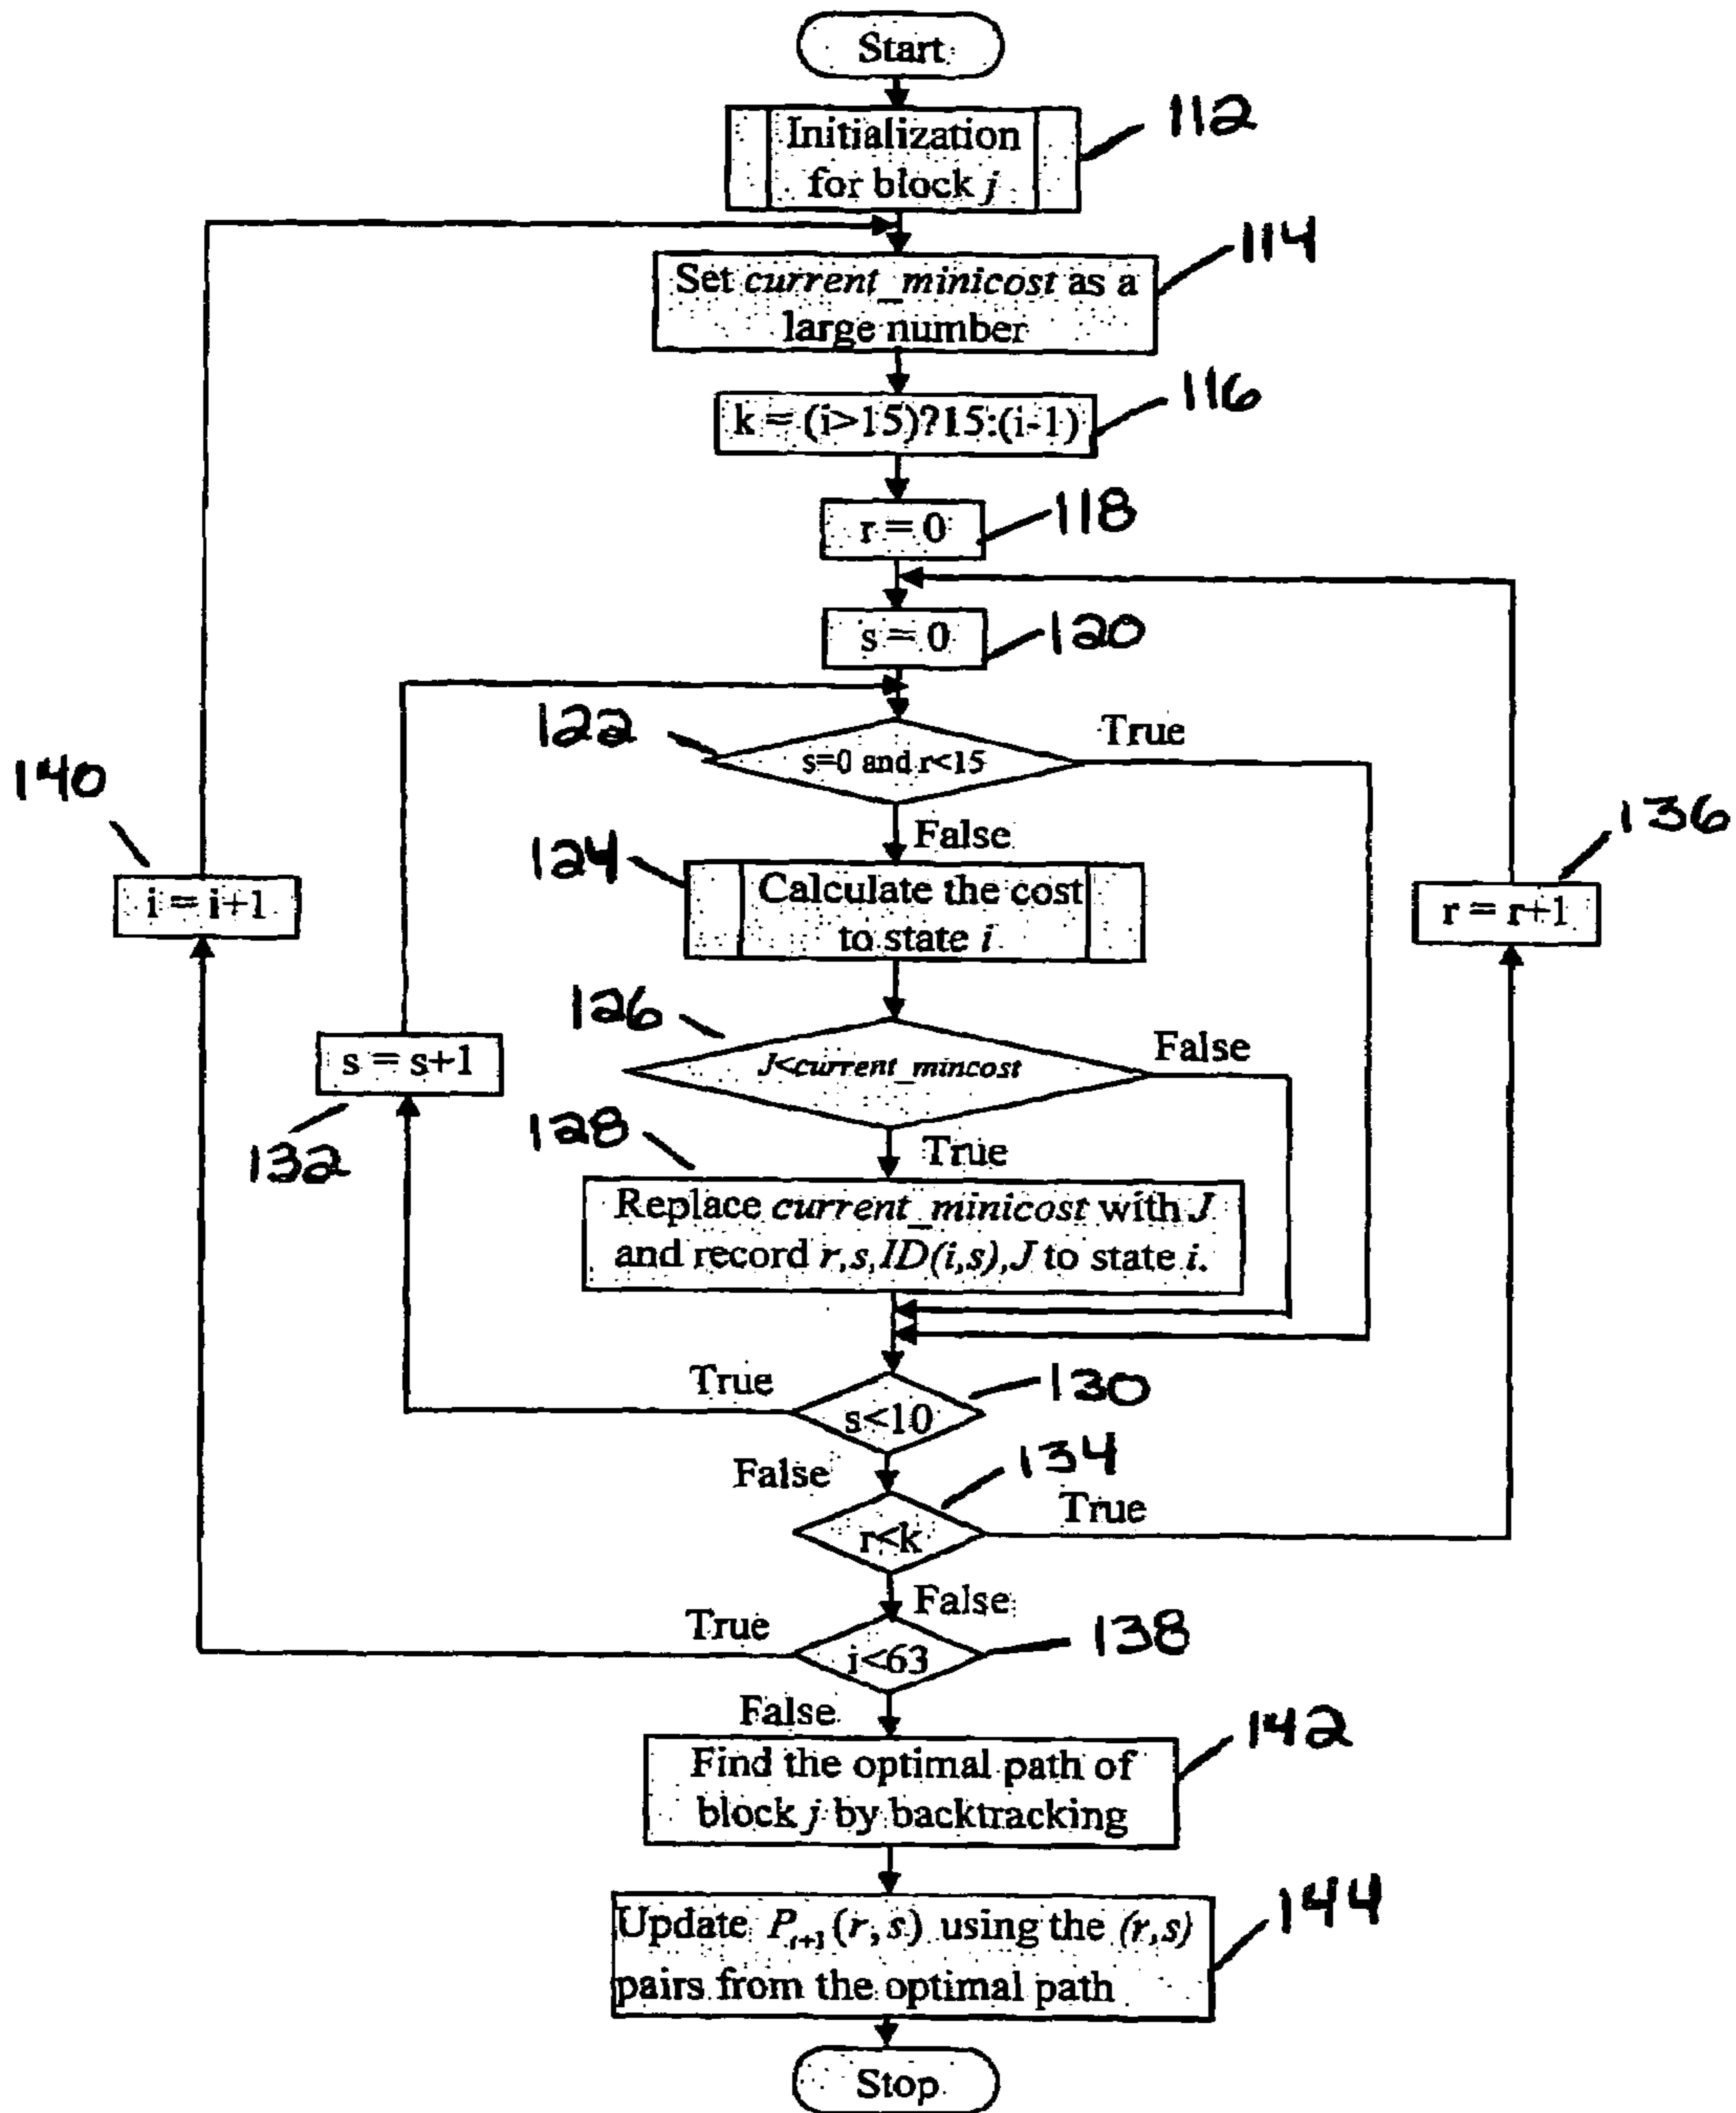 Start
Initialization
for block j
112
Set current_minicost as a
large number
114
k = (i>15)?15:(i-1)
116
r = 0
118
s = 0
120
122
s=0 and r<15
True
False
140
i = i+1
124
Calculate the cost
to state i
136
r = r+1
126
J<current_mincost
False
s = s+1
132
True
128
Replace current_minicost with J
and record r,s,ID(i,s),J to state i.
True
s<10
130
False
134
r<k
True
False
True
i<63
138
False
Find the optimal path of
block j by backtracking
142
Update P_{i+1}(r,s) using the (r,s)
pairs from the optimal path
144
Stop